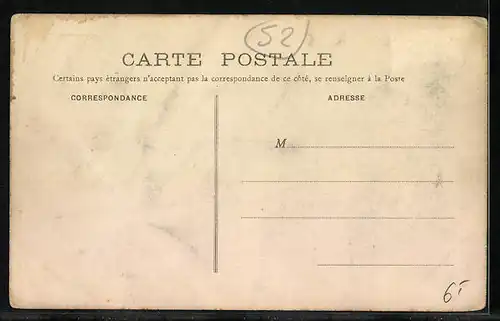 (52)
CARTE POSTALE
Certains pays étrangers n'acceptant pas la correspondance de ce côté, se renseigner à la Poste
CORRESPONDANCE
ADRESSE
M